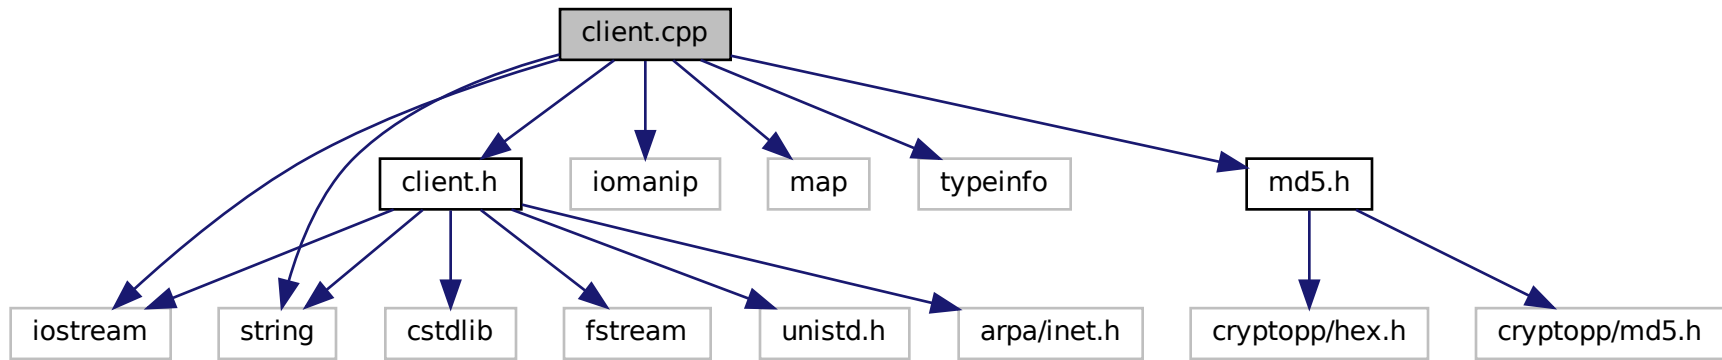 client.cpp
client.h
iomanip
map
typeinfo
md5.h
iostream
string
cstdlib
fstream
unistd.h
arpa/inet.h
cryptopp/hex.h
cryptopp/md5.h